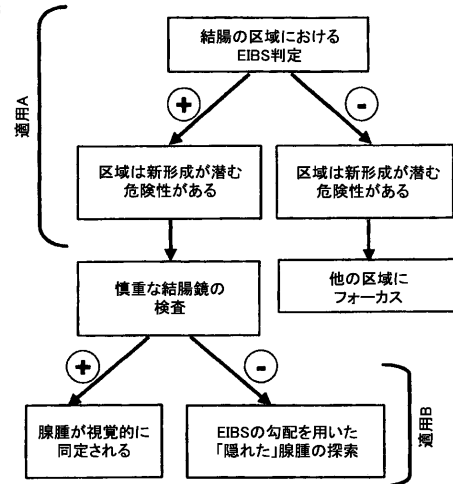 適用A
結腸の区域における
EIBS判定
+
-
区域は新形成が潜む
危険性がある
区域は新形成が潜む
危険性がある
慎重な結腸鏡の
検査
他の区域に
フォーカス
+
-
腺腫が視覚的に
同定される
EIBSの勾配を用いた
「隠れた」腺腫の探索
適用B